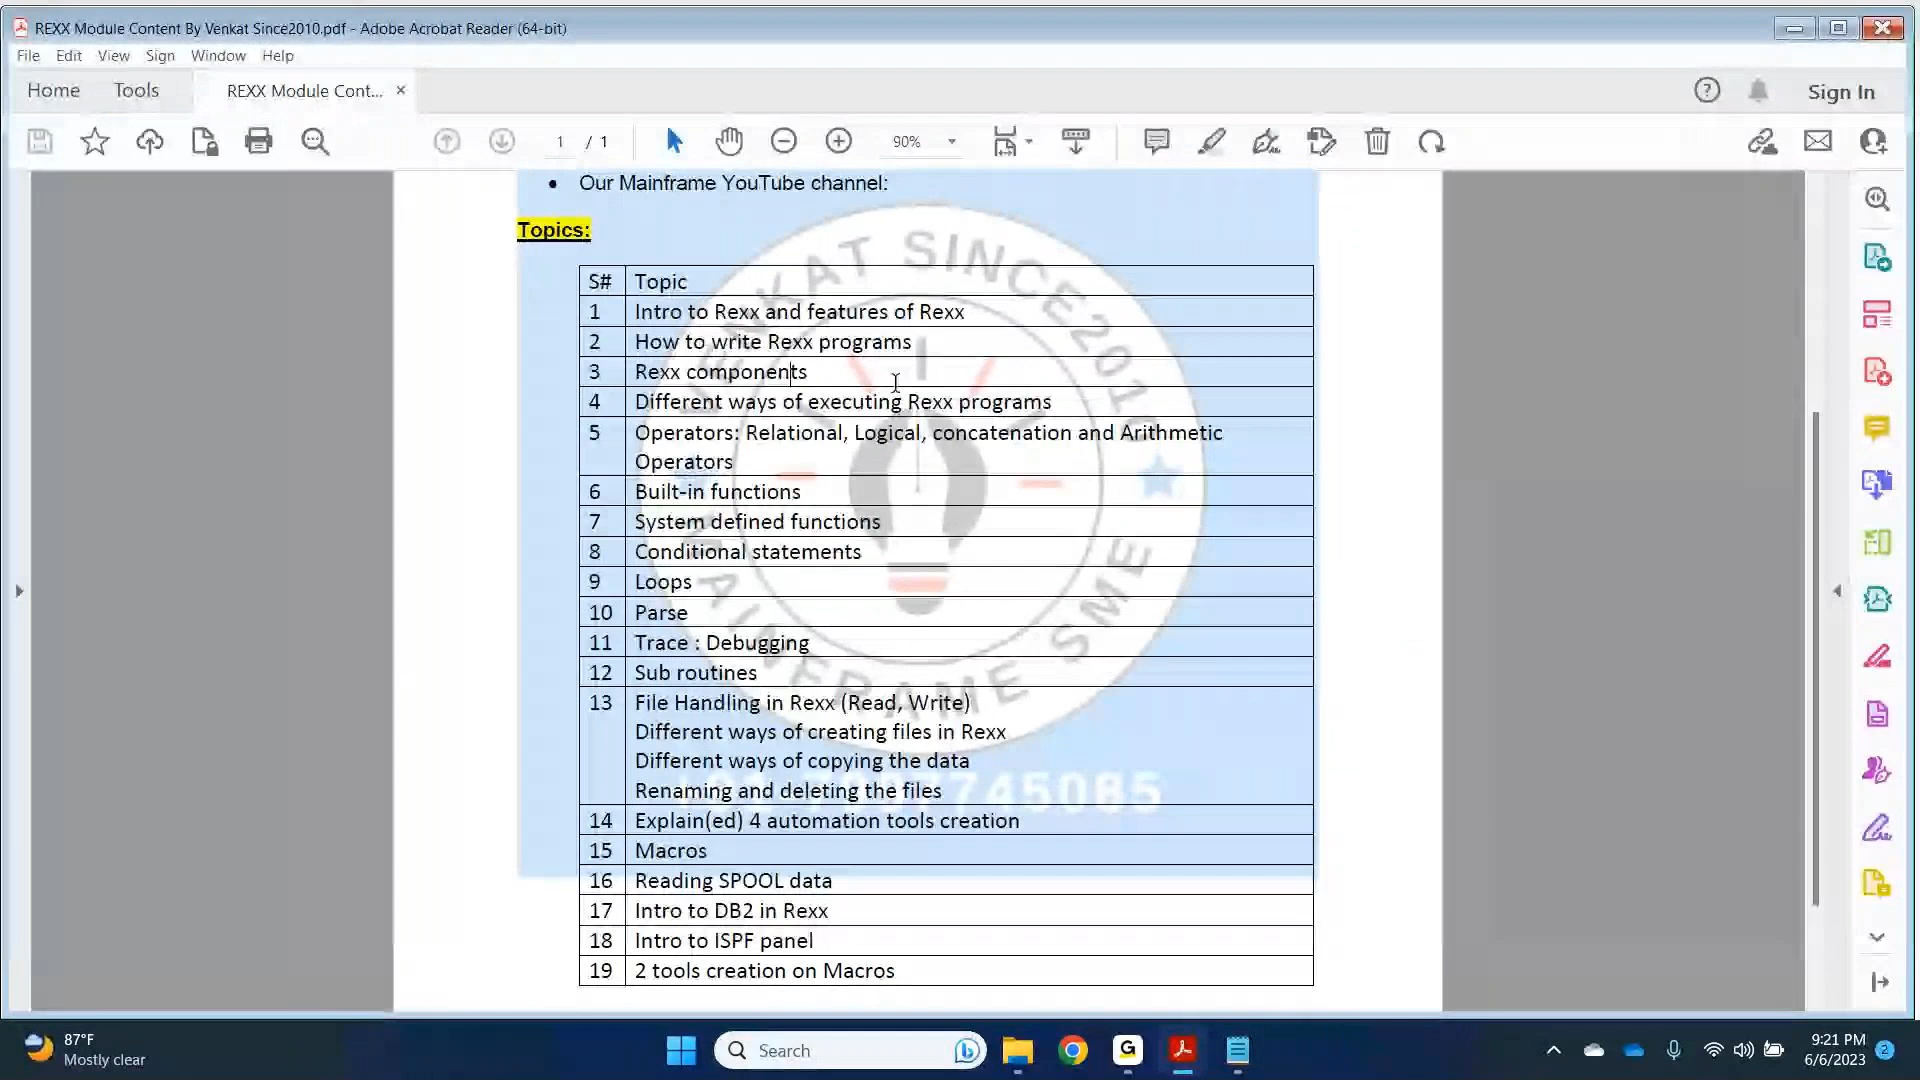 REXX Module Content By Venkat Since2010.pdf - Adobe Acrobat Reader (64-bit)
File Edit View Sign Window Help
Home Tools REXX Module Cont... × Sign In
1 / 1 90%
• Our Mainframe YouTube channel:
Topics:
S# Topic
1 Intro to Rexx and features of Rexx
2 How to write Rexx programs
3 Rexx components
4 Different ways of executing Rexx programs
5 Operators: Relational, Logical, concatenation and Arithmetic
Operators
6 Built-in functions
7 System defined functions
8 Conditional statements
9 Loops
10 Parse
11 Trace : Debugging
12 Sub routines
13 File Handling in Rexx (Read, Write)
Different ways of creating files in Rexx
Different ways of copying the data
Renaming and deleting the files
14 Explain(ed) 4 automation tools creation
15 Macros
16 Reading SPOOL data
17 Intro to DB2 in Rexx
18 Intro to ISPF panel
19 2 tools creation on Macros
VENKAT SINCE2010
MAINFRAME SME
87°F
Mostly clear
Search
9:21 PM
6/6/2023
2